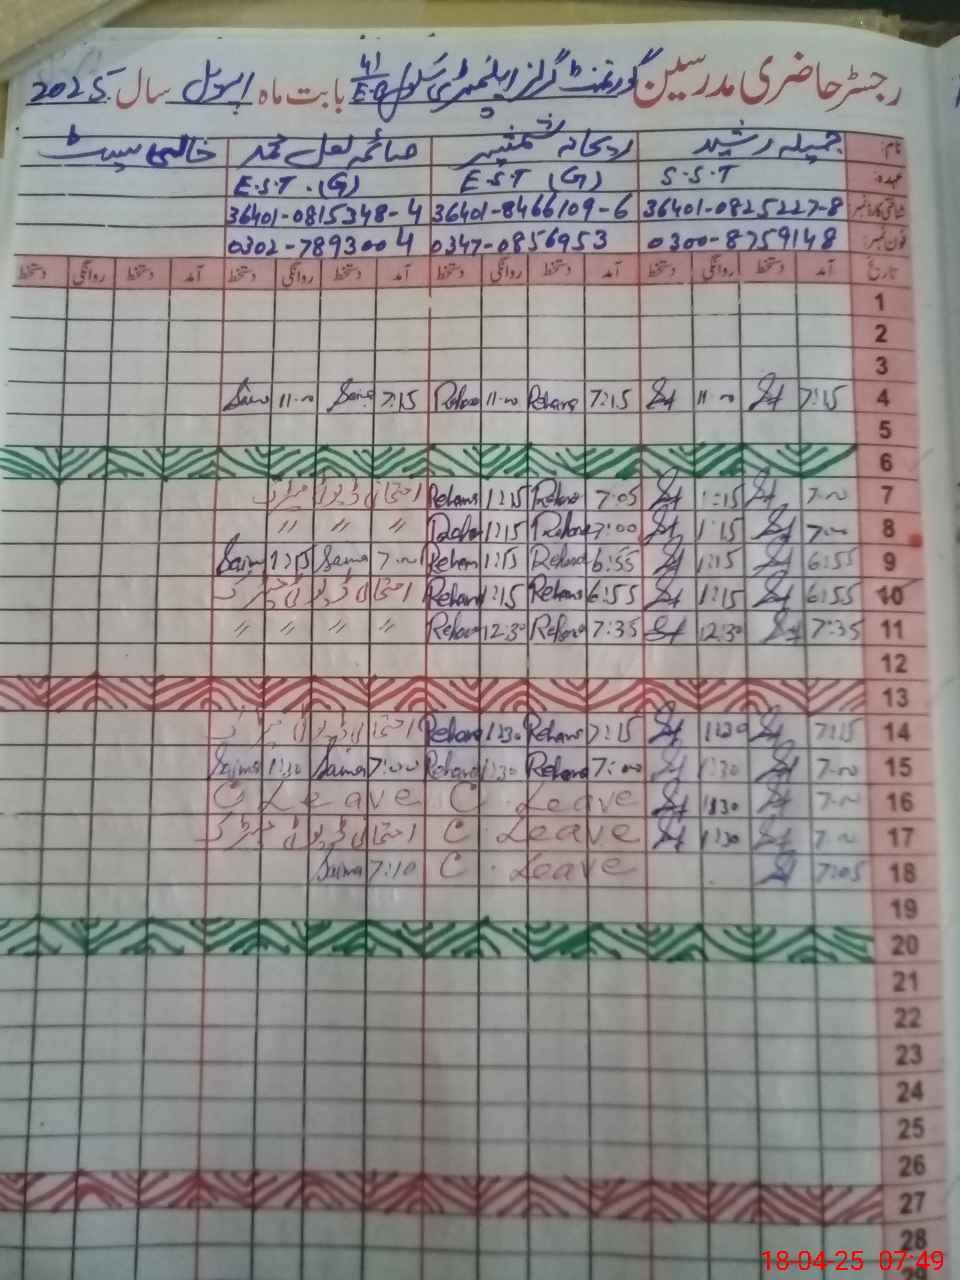 رجسٹر حاضری مدرسین گورنمنٹ گرلز ایلیمنٹری سکول 41 E.B بابت ماہ اپریل سال 2025
نام: جمیلہ رشید ریحانہ صائمہ لعل محمد خالی سیٹ
عہدہ: S.S.T E.S.T (G) E.S.T.(G)
شناختی کارڈ نمبر 36401-0825227-8 36401-8466109-6 36401-0815348-4
فون نمبر: 0300-8759148 0347-0856953 0302-7893004
تاریخ آمد دستخط روانگی دستخط آمد دستخط روانگی دستخط آمد دستخط روانگی دستخط آمد دستخط روانگی دستخط
1
2
3
4 7:15 11-00 7:15 Rehana 11-00 Rehana 7:15 Saima 11-00 Saima
5
6
7 7-00 1:15 7:05 Rehana 1:15 Rehana
8 7-00 1:15 7:00 Rehana 1:15 Rehana " " " "
9 6:55 1:15 6:55 Rehana 1:15 Rehana 7-00 Saima 1:15 Saima
10 6:55 1:15 6:55 Rehana 1:15 Rehana
11 7:35 12:30 7:35 Rehana 12:30 Rehana " " " "
12
13
14 7:15 1:30 7:15 Rehana 1:30 Rehana
15 7-00 1:30 7:00 Rehana 1:30 Rehana 7:00 Saima 1:30 Saima
16 7-00 1:30 C. Leave C Leave
17 7-00 1:30 C. Leave
18 7:05 C. Leave 7:10 Saima
19
20
21
22
23
24
25
26
27
28
29
18-04-25 07:49